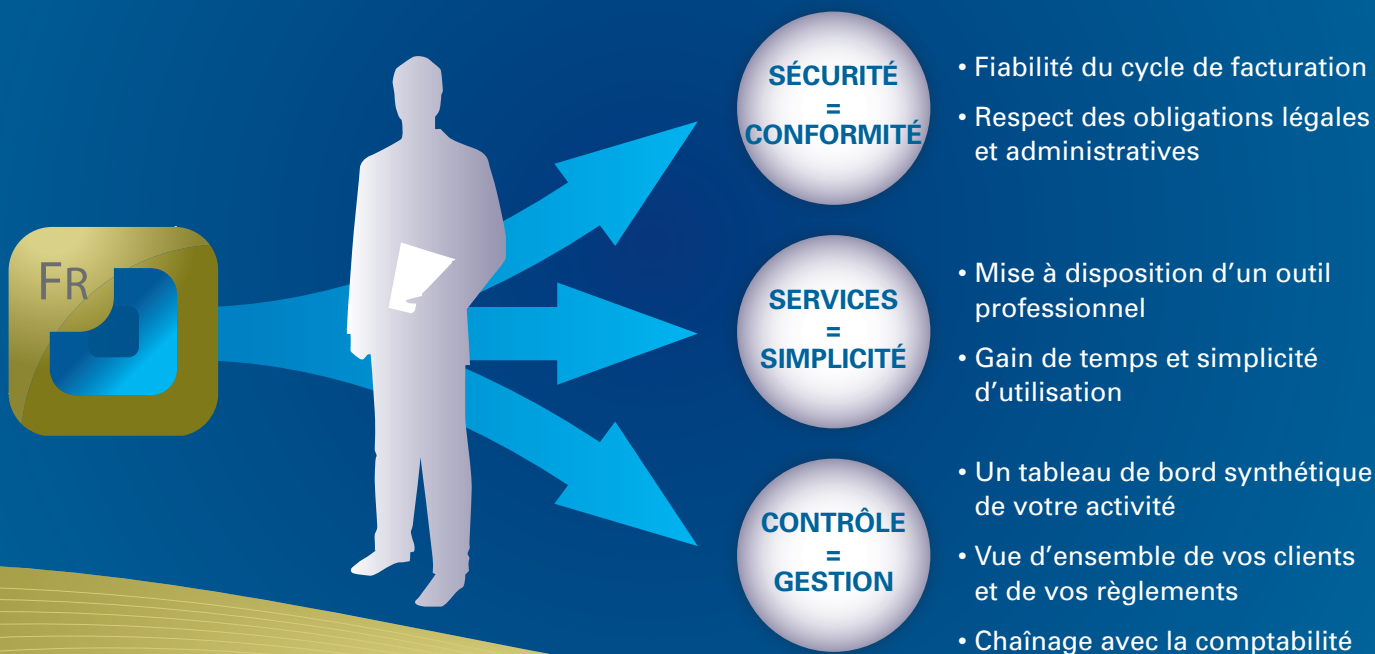 FR
SÉCURITÉ
=
CONFORMITÉ
• Fiabilité du cycle de facturation
• Respect des obligations légales
et administratives
SERVICES
=
SIMPLICITÉ
• Mise à disposition d’un outil
professionnel
• Gain de temps et simplicité
d’utilisation
CONTRÔLE
=
GESTION
• Un tableau de bord synthétique
de votre activité
• Vue d’ensemble de vos clients
et de vos règlements
• Chaînage avec la comptabilité